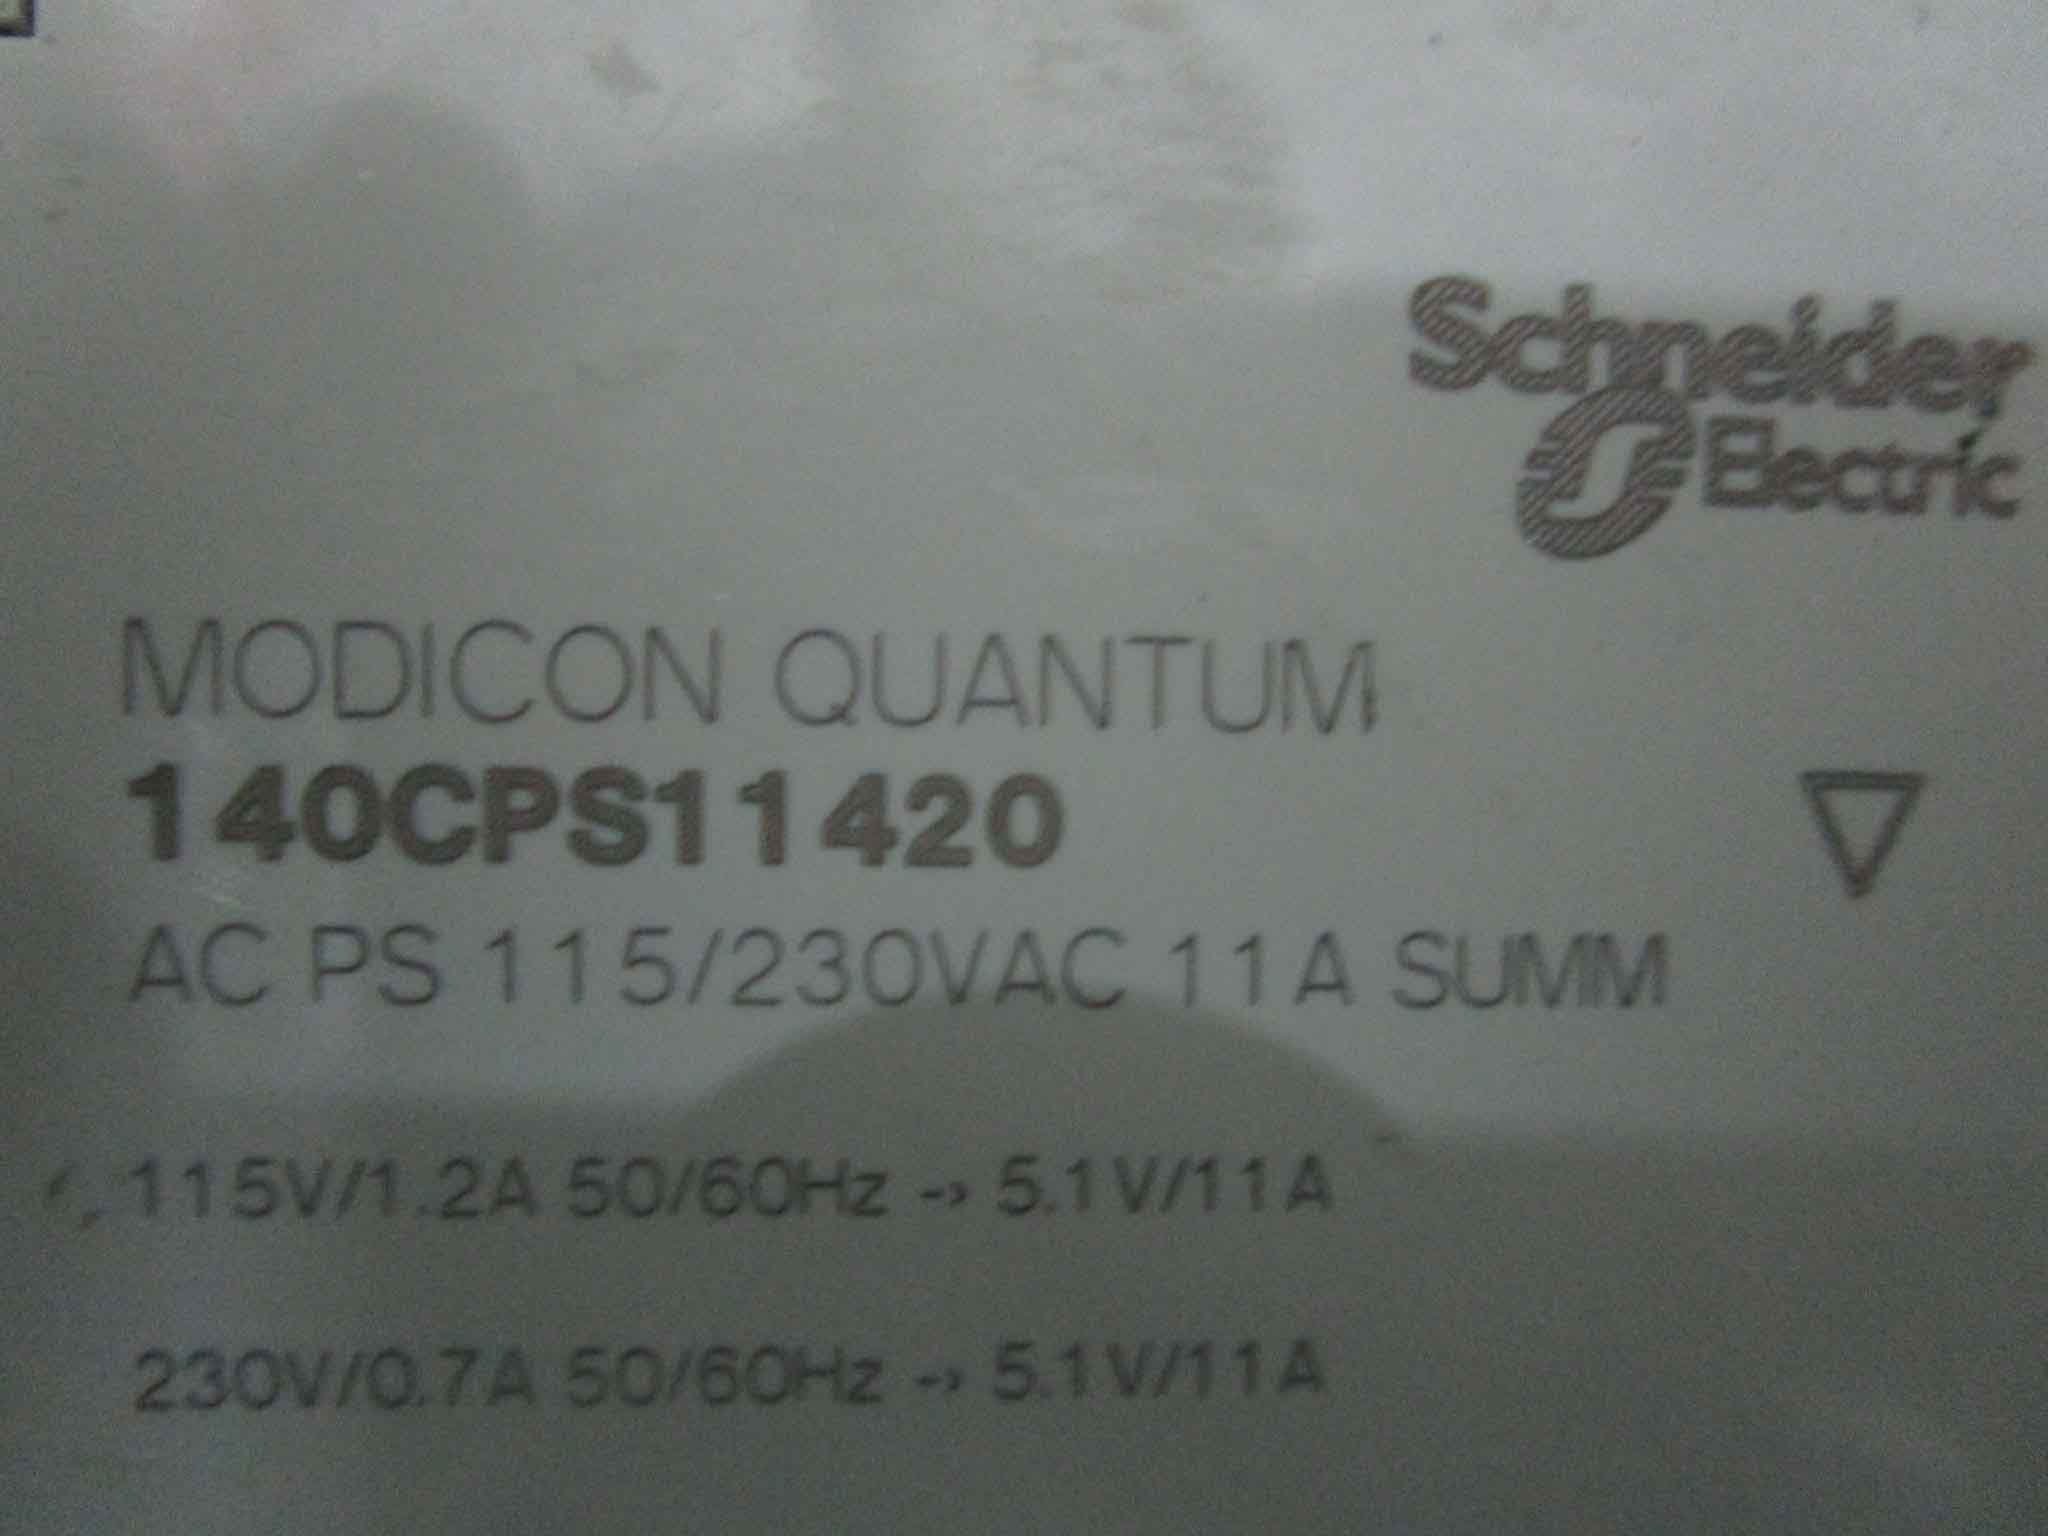 Schneider
Electric
MODICON QUANTUM
140CPS11420
AC PS 115/230VAC 11A SUMM
115V/1.2A 50/60Hz -> 5.1V/11A
230V/0.7A 50/60Hz -> 5.1V/11A